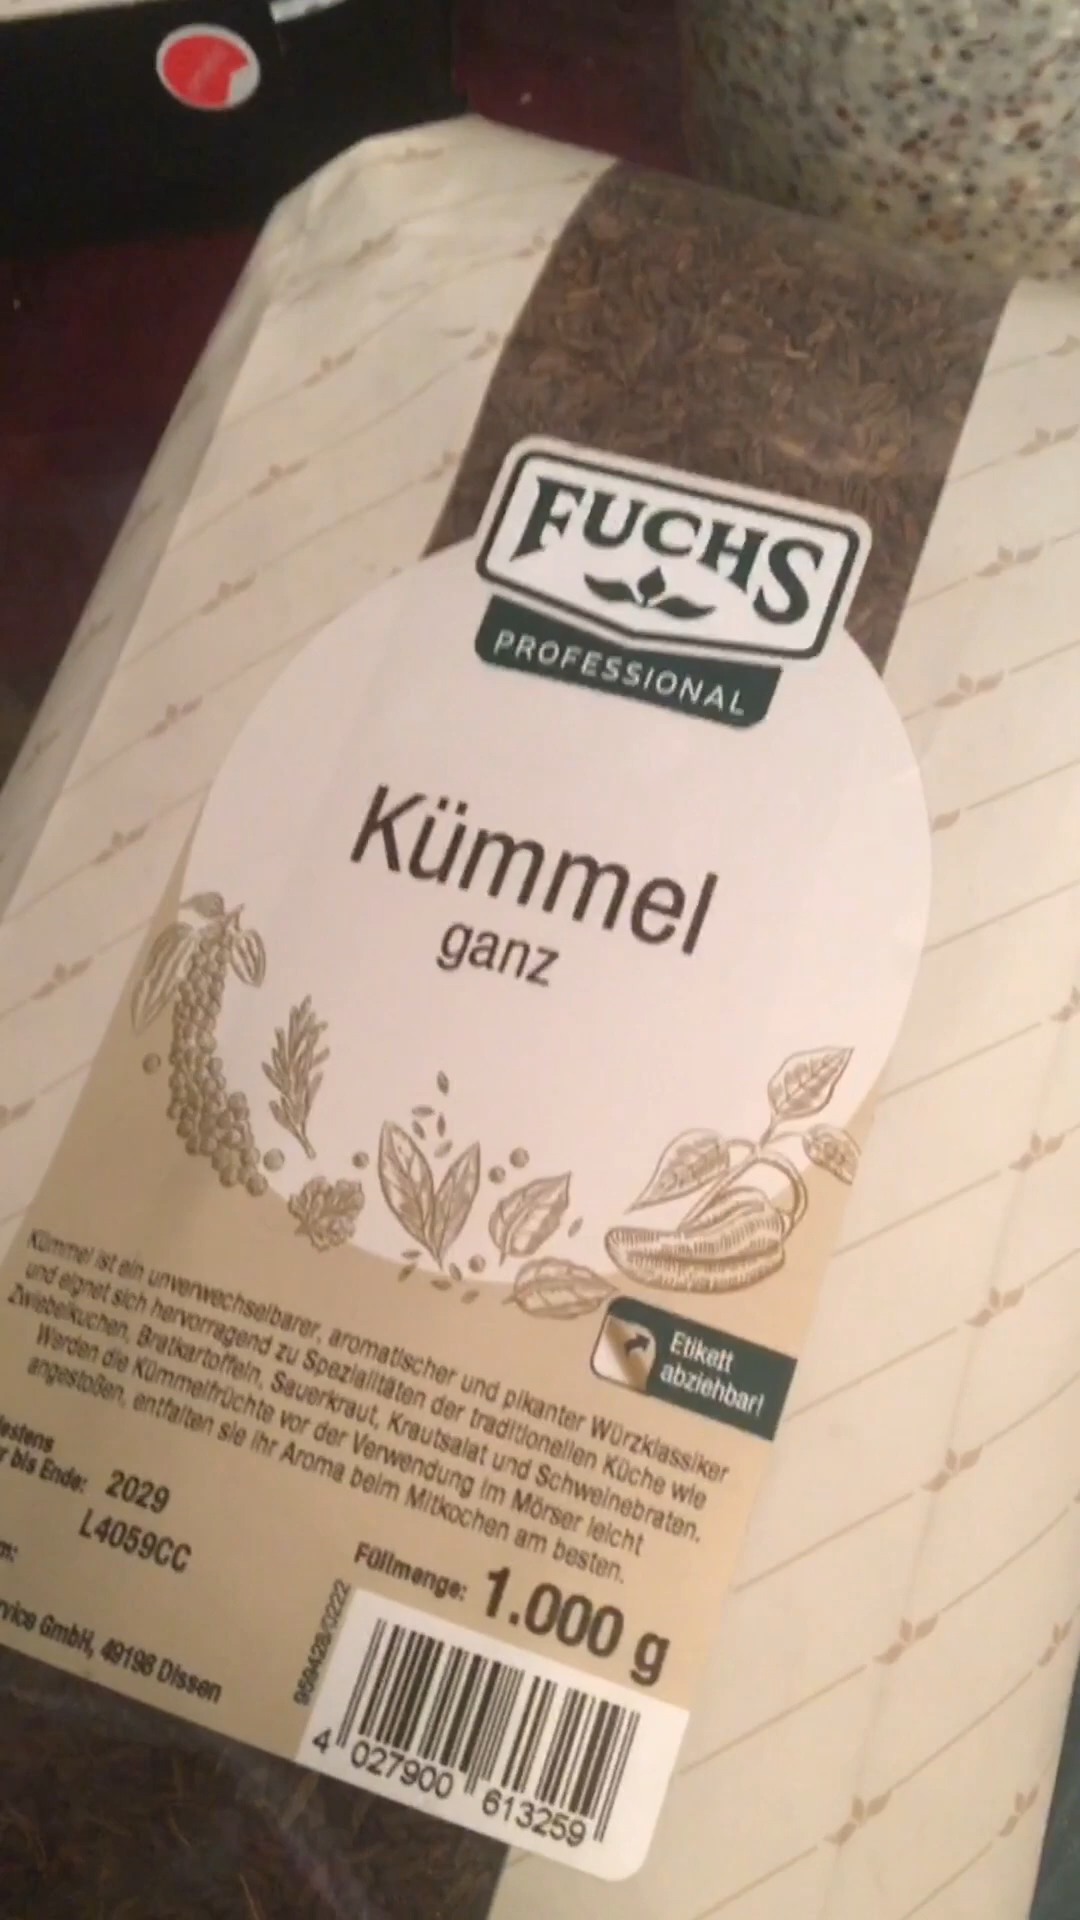 FUCHS
PROFESSIONAL
Kümmel
ganz
Kümmel ist ein unverwechselbarer, aromatischer und pikanter Würzklassiker
und eignet sich hervorragend zu Spezialitäten der traditionellen Küche wie
Zwiebelkuchen, Bratkartoffeln, Sauerkraut, Krautsalat und Schweinebraten.
Werden die Kümmelfrüchte vor der Verwendung im Mörser leicht
angestoßen, entfalten sie ihr Aroma beim Mitkochen am besten.
Etikett
abziehbar!
bis Ende: 2029
L4059CC
GmbH, 49196 Dissen
Füllmenge: 1.000 g
4 027900 613259